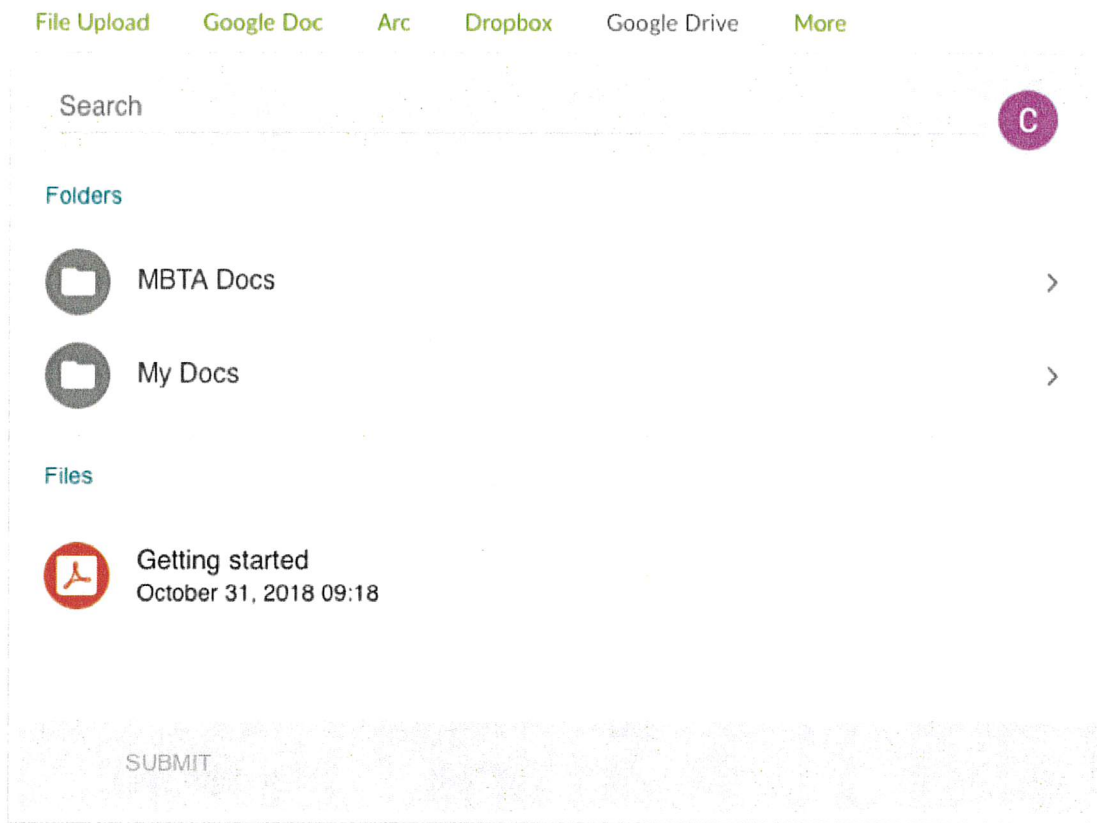 File Upload Google Doc Arc Dropbox Google Drive More
Search
C
Folders
MBTA Docs
My Docs
Files
Getting started
October 31, 2018 09:18
SUBMIT